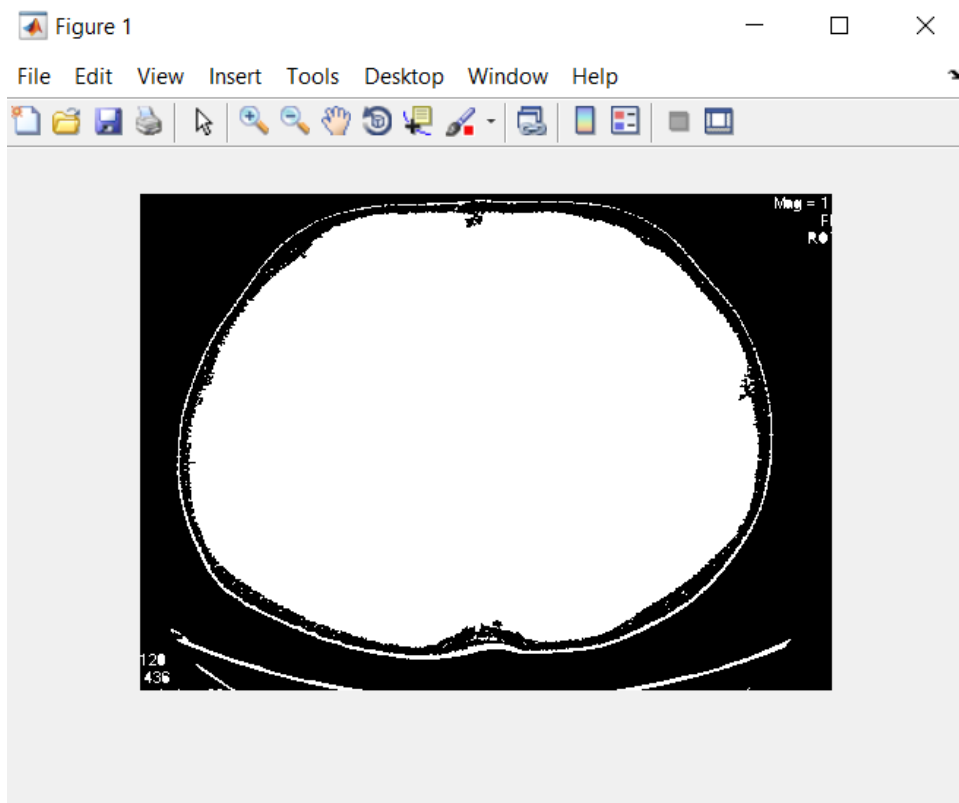 Figure 1
File Edit View Insert Tools Desktop Window Help
Mag = 1
RO
120
436